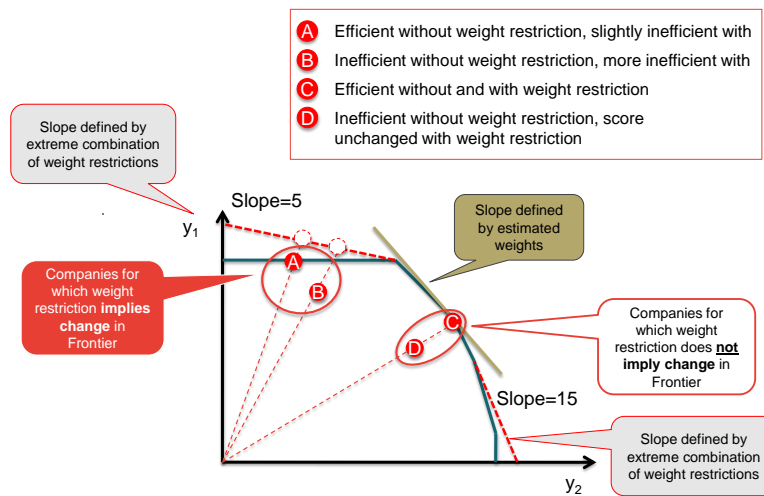 A Efficient without weight restriction, slightly inefficient with
B Inefficient without weight restriction, more inefficient with
C Efficient without and with weight restriction
D Inefficient without weight restriction, score
unchanged with weight restriction
Slope defined by
extreme combination
of weight restrictions
Slope=5
y1
Slope defined
by estimated
weights
Companies for
which weight
restriction implies
change in
Frontier
A
B
C
D
Companies for
which weight
restriction does not
imply change in
Frontier
Slope=15
Slope defined by
extreme combination
of weight restrictions
y2